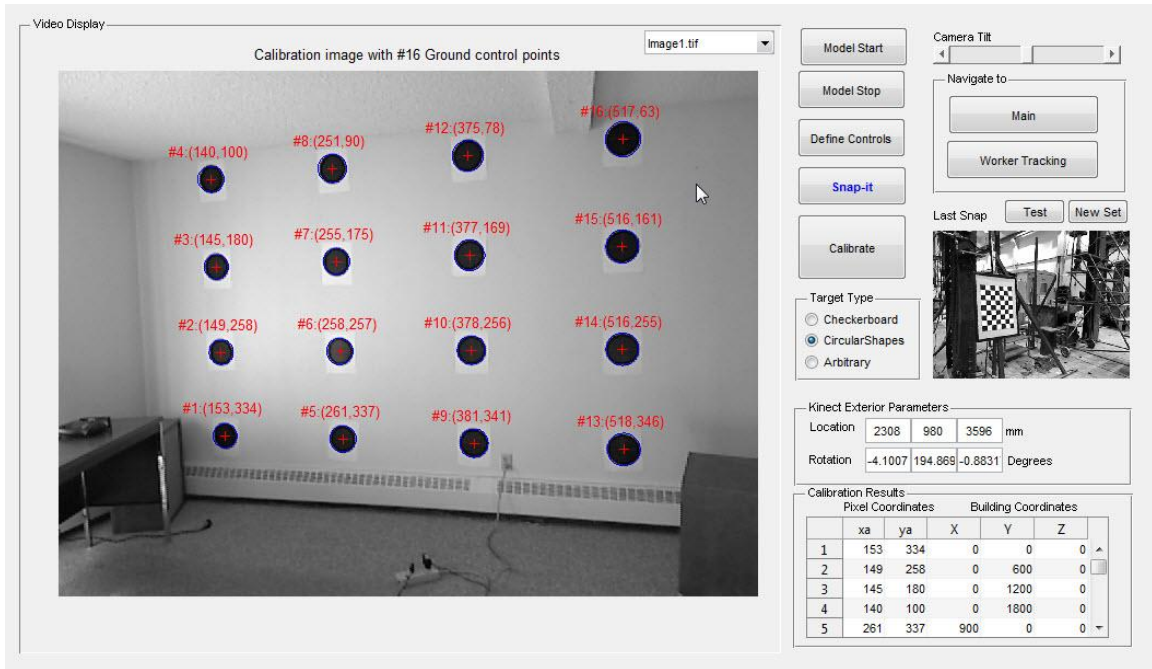 Video Display
Image1.tif
Calibration image with #16 Ground control points
#16:(517,63)
#12:(375,78)
#8:(251,90)
#4:(140,100)
#15:(516,161)
#11:(377,169)
#7:(255,175)
#3:(145,180)
#14:(516,255)
#10:(378,256)
#6:(258,257)
#2:(149,258)
#1:(153,334)
#5:(261,337)
#9:(381,341)
#13:(518,346)
Model Start
Model Stop
Define Controls
Snap-it
Calibrate
Camera Tilt
Navigate to
Main
Worker Tracking
Last Snap Test New Set
Target Type
Checkerboard
CircularShapes
Arbitrary
Kinect Exterior Parameters
Location 2308 980 3596 mm
Rotation -4.1007 194.869 -0.8831 Degrees
Calibration Results
Pixel Coordinates Building Coordinates
xa ya X Y Z
1 153 334 0 0 0
2 149 258 0 600 0
3 145 180 0 1200 0
4 140 100 0 1800 0
5 261 337 900 0 0